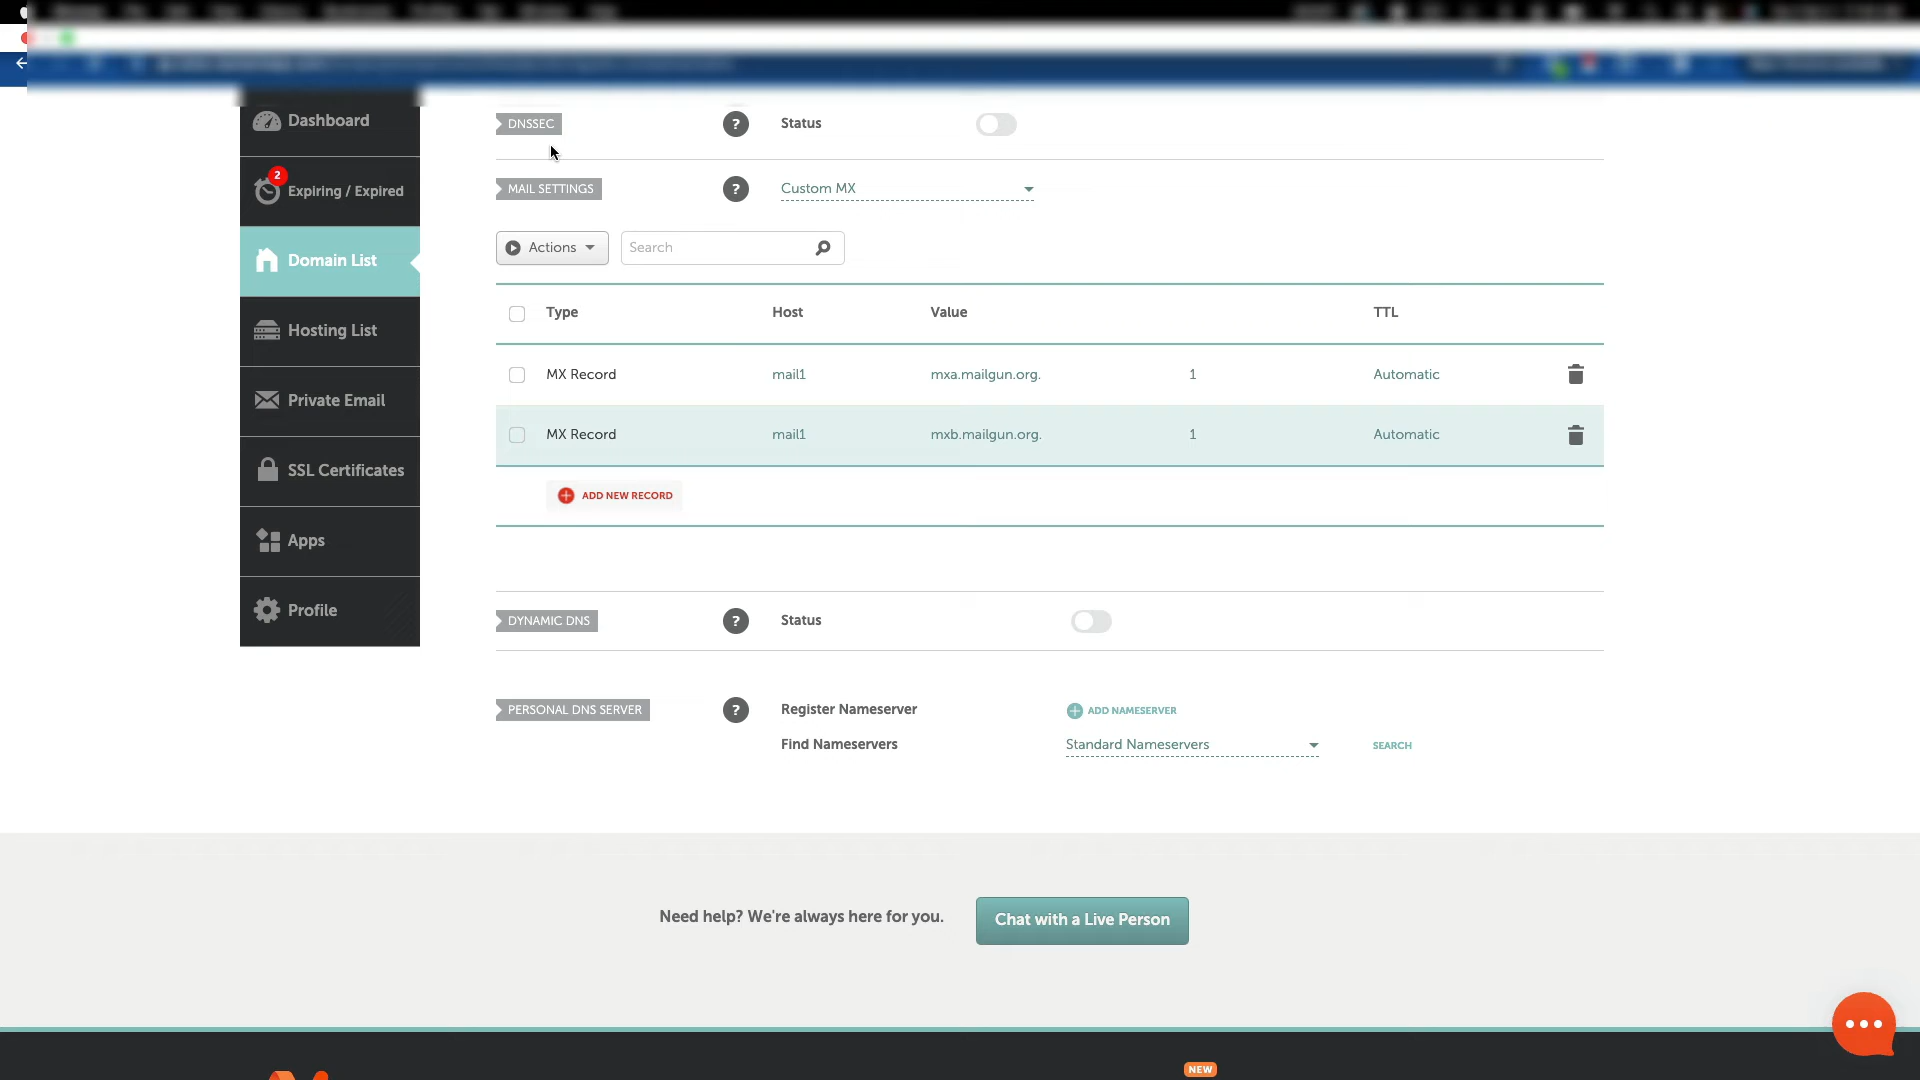 Dashboard
2
Expiring / Expired
Domain List
Hosting List
Private Email
SSL Certificates
Apps
Profile
DNSSEC ? Status
MAIL SETTINGS ? Custom MX
Actions Search
Type Host Value TTL
MX Record mail1 mxa.mailgun.org. 1 Automatic
MX Record mail1 mxb.mailgun.org. 1 Automatic
ADD NEW RECORD
DYNAMIC DNS ? Status
PERSONAL DNS SERVER ? Register Nameserver ADD NAMESERVER
Find Nameservers Standard Nameservers SEARCH
Need help? We're always here for you. Chat with a Live Person
NEW